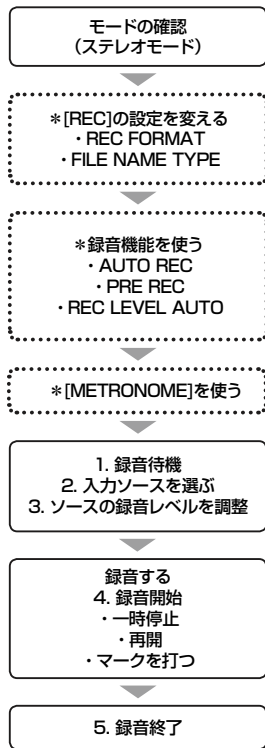 モードの確認
（ステレオモード）
＊[REC]の設定を変える
・REC FORMAT
・FILE NAME TYPE
＊録音機能を使う
・AUTO REC
・PRE REC
・REC LEVEL AUTO
＊[METRONOME]を使う
1. 録音待機
2. 入力ソースを選ぶ
3. ソースの録音レベルを調整
録音する
4. 録音開始
・一時停止
・再開
・マークを打つ
5. 録音終了